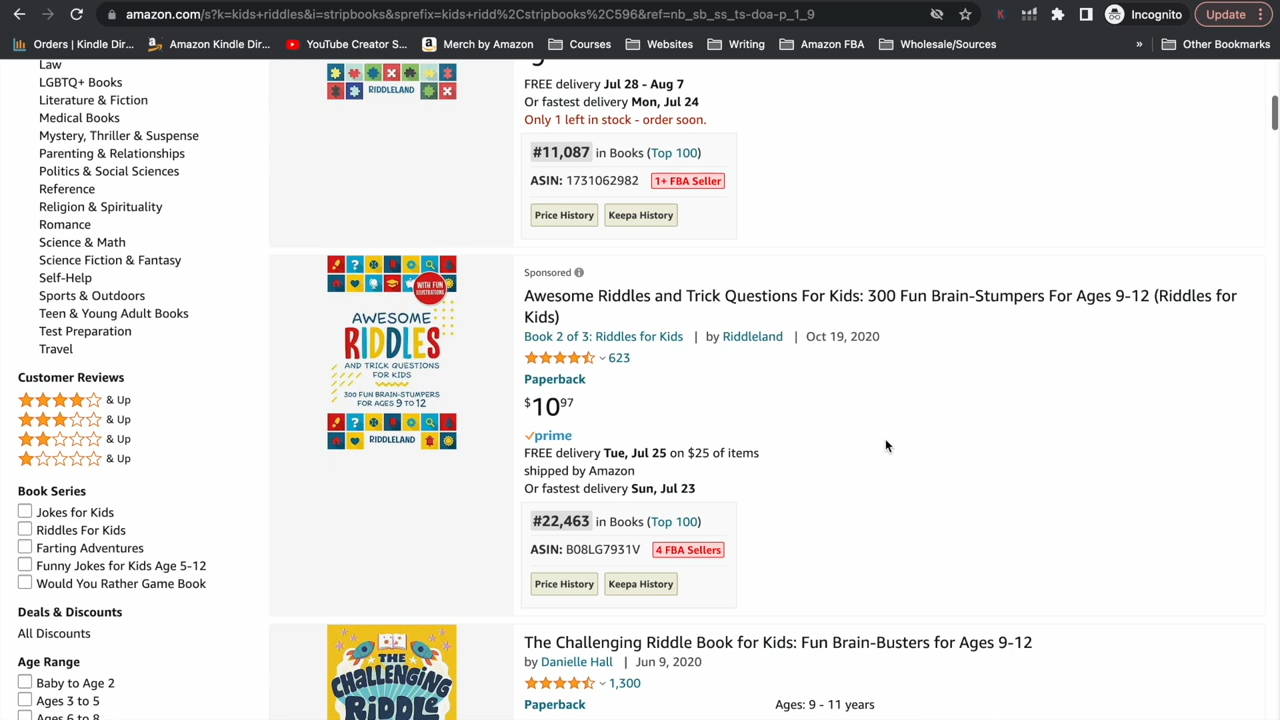 amazon.com/s?k=kids+riddles&i=stripbooks&sprefix=kids+ridd%2Cstripbooks%2C596&ref=nb_sb_ss_ts-doa-p_1_9
Incognito
Update
Orders | Kindle Dir...
Amazon Kindle Dir...
YouTube Creator S...
Merch by Amazon
Courses
Websites
Writing
Amazon FBA
Wholesale/Sources
»
Other Bookmarks
Law
LGBTQ+ Books
Literature & Fiction
Medical Books
Mystery, Thriller & Suspense
Parenting & Relationships
Politics & Social Sciences
Reference
Religion & Spirituality
Romance
Science & Math
Science Fiction & Fantasy
Self-Help
Sports & Outdoors
Teen & Young Adult Books
Test Preparation
Travel
Customer Reviews
& Up
& Up
& Up
& Up
Book Series
Jokes for Kids
Riddles For Kids
Farting Adventures
Funny Jokes for Kids Age 5-12
Would You Rather Game Book
Deals & Discounts
All Discounts
Age Range
Baby to Age 2
Ages 3 to 5
Ages 6 to 8
RIDDLELAND
FREE delivery Jul 28 - Aug 7
Or fastest delivery Mon, Jul 24
Only 1 left in stock - order soon.
#11,087 in Books (Top 100)
ASIN: 1731062982 1+ FBA Seller
Price History Keepa History
WITH FUN
ILLUSTRATIONS
AWESOME
RIDDLES
AND TRICK QUESTIONS
FOR KIDS
300 FUN BRAIN-STUMPERS
FOR AGES 9 TO 12
RIDDLELAND
Sponsored
Awesome Riddles and Trick Questions For Kids: 300 Fun Brain-Stumpers For Ages 9-12 (Riddles for
Kids)
Book 2 of 3: Riddles for Kids | by Riddleland | Oct 19, 2020
623
Paperback
$1097
prime
FREE delivery Tue, Jul 25 on $25 of items
shipped by Amazon
Or fastest delivery Sun, Jul 23
#22,463 in Books (Top 100)
ASIN: B08LG7931V 4 FBA Sellers
Price History Keepa History
THE
CHALLENGING
RIDDLE
The Challenging Riddle Book for Kids: Fun Brain-Busters for Ages 9-12
by Danielle Hall | Jun 9, 2020
1,300
Paperback
Ages: 9 - 11 years